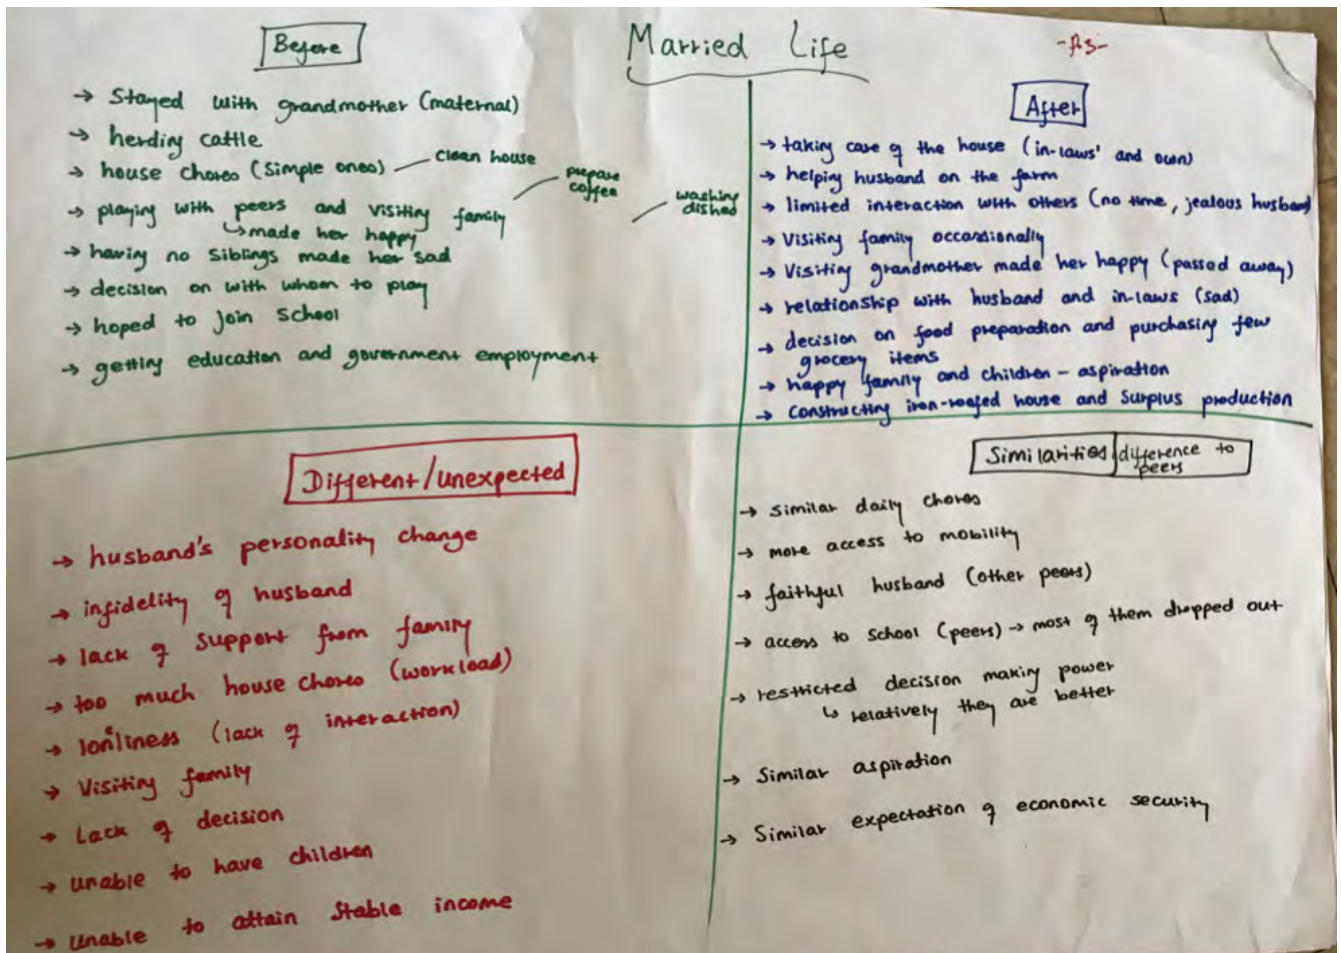 Married Life
-P3-
Before
→ Stayed with grandmother (maternal)
→ herding cattle
→ house chores (simple ones) — clean house
prepare coffee
washing dished
→ playing with peers and visiting family
↳ made her happy
→ having no siblings made her sad
→ decision on with whom to play
→ hoped to join school
→ getting education and government employment
After
→ taking care of the house (in-laws' and own)
→ helping husband on the farm
→ limited interaction with others (no time, jealous husband
→ Visiting family occassionally
→ Visiting grandmother made her happy (passed away)
→ relationship with husband and in-laws (sad)
→ decision on food preparation and purchasing few
grocery items
→ happy family and children - aspiration
→ constructing iron-roofed house and surplus production
Different/Unexpected
→ husband's personality change
→ infidelity of husband
→ lack of support from family
→ too much house chores (workload)
→ lonliness (lack of interaction)
→ Visiting family
→ Lack of decision
→ unable to have children
→ Unable to attain stable income
Similarities difference to
peers
→ similar daily chores
→ more access to mobility
→ faithful husband (other peers)
→ access to school (peers) → most of them dropped out
→ restricted decision making power
↳ relatively they are better
→ Similar aspiration
→ Similar expectation of economic security